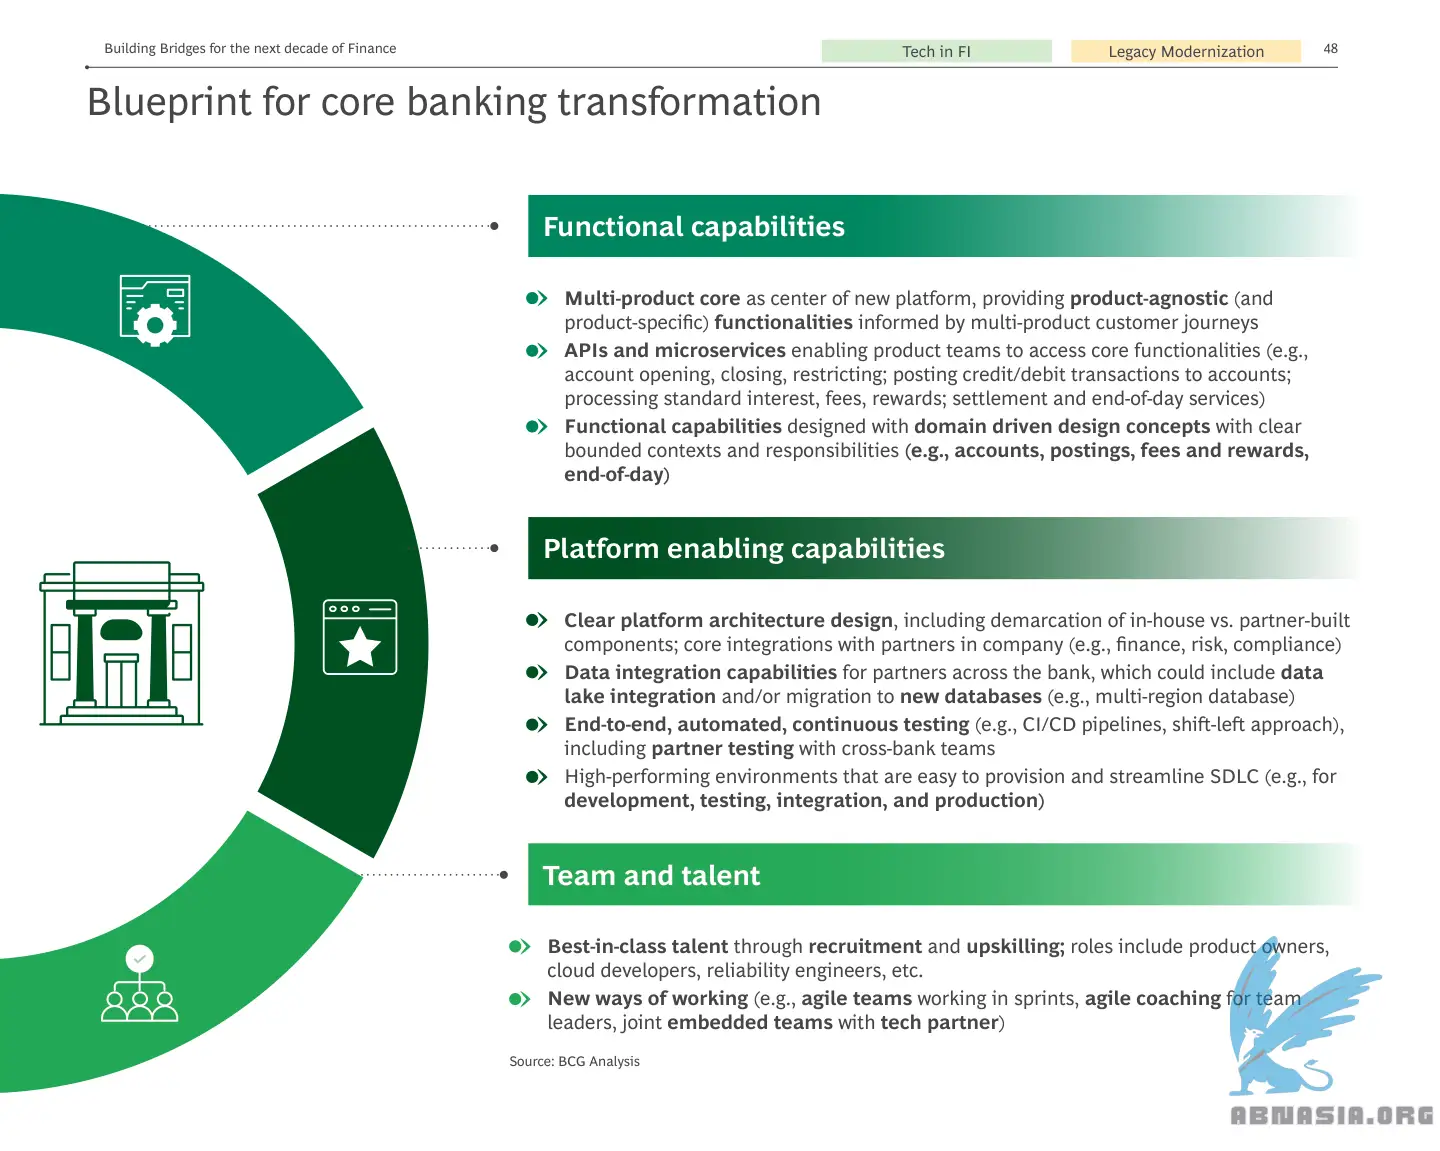 Building Bridges for the next decade of Finance
Tech in FI
Legacy Modernization
48
Blueprint for core banking transformation
Functional capabilities
Multi-product core as center of new platform, providing product-agnostic (and
product-specific) functionalities informed by multi-product customer journeys
APIs and microservices enabling product teams to access core functionalities (e.g.,
account opening, closing, restricting; posting credit/debit transactions to accounts;
processing standard interest, fees, rewards; settlement and end-of-day services)
Functional capabilities designed with domain driven design concepts with clear
bounded contexts and responsibilities (e.g., accounts, postings, fees and rewards,
end-of-day)
Platform enabling capabilities
Clear platform architecture design, including demarcation of in-house vs. partner-built
components; core integrations with partners in company (e.g., finance, risk, compliance)
Data integration capabilities for partners across the bank, which could include data
lake integration and/or migration to new databases (e.g., multi-region database)
End-to-end, automated, continuous testing (e.g., CI/CD pipelines, shift-left approach),
including partner testing with cross-bank teams
High-performing environments that are easy to provision and streamline SDLC (e.g., for
development, testing, integration, and production)
Team and talent
Best-in-class talent through recruitment and upskilling; roles include product owners,
cloud developers, reliability engineers, etc.
New ways of working (e.g., agile teams working in sprints, agile coaching for team
leaders, joint embedded teams with tech partner)
Source: BCG Analysis
ABNASIA.ORG